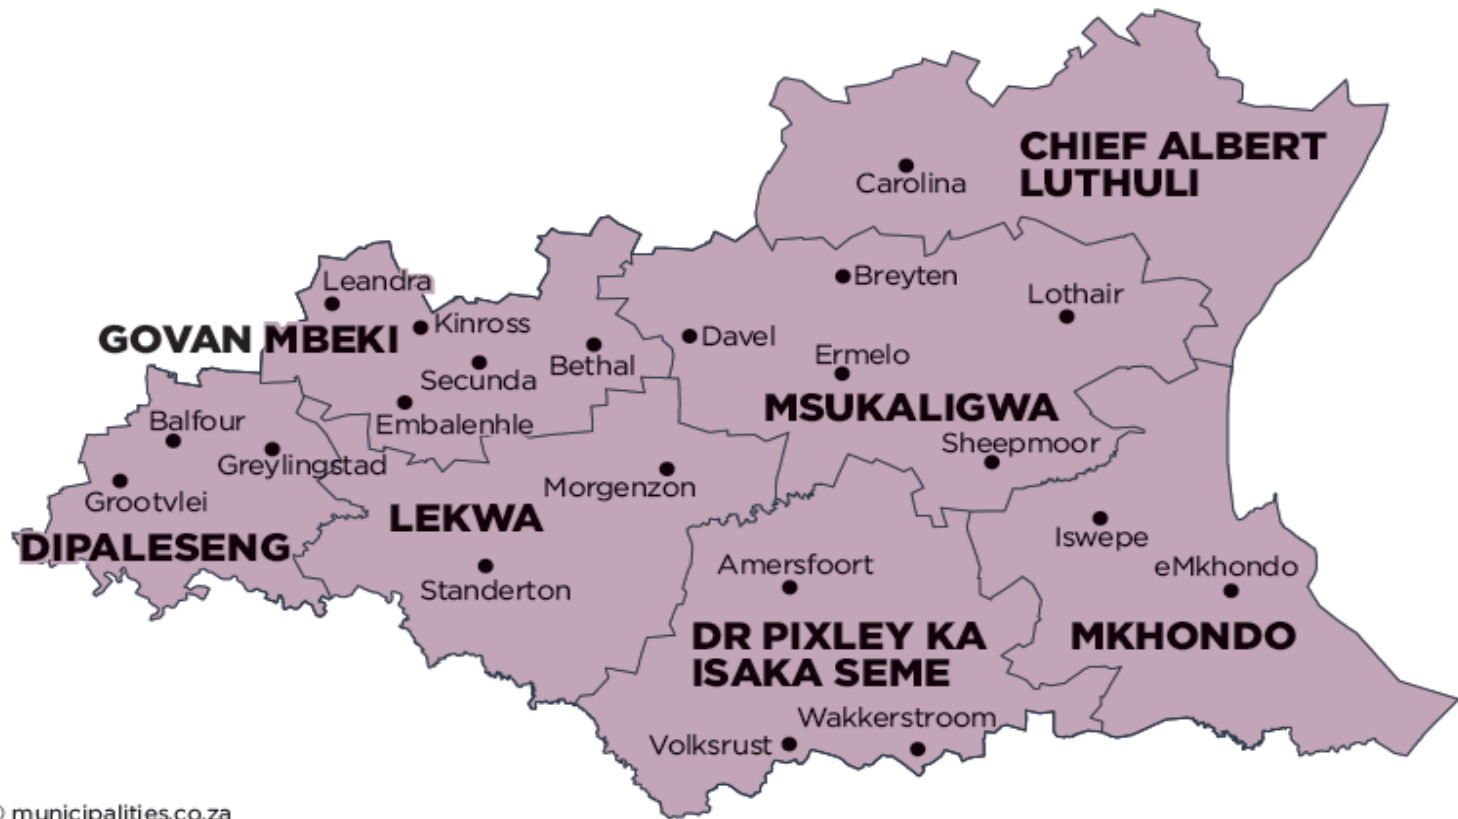 CHIEF ALBERT
LUTHULI
Carolina
Breyten
Lothair
Leandra
Kinross
GOVAN MBEKI
Davel
Ermelo
Secunda
Bethal
MSUKALIGWA
Embalenhle
Balfour
Greylingstad
Sheepmoor
Grootvlei
Morgenzon
LEKWA
DIPALESENG
Iswepe
Amersfoort
eMkhondo
Standerton
DR PIXLEY KA
ISAKA SEME
MKHONDO
Wakkerstroom
Volksrust
© municipalities.co.za